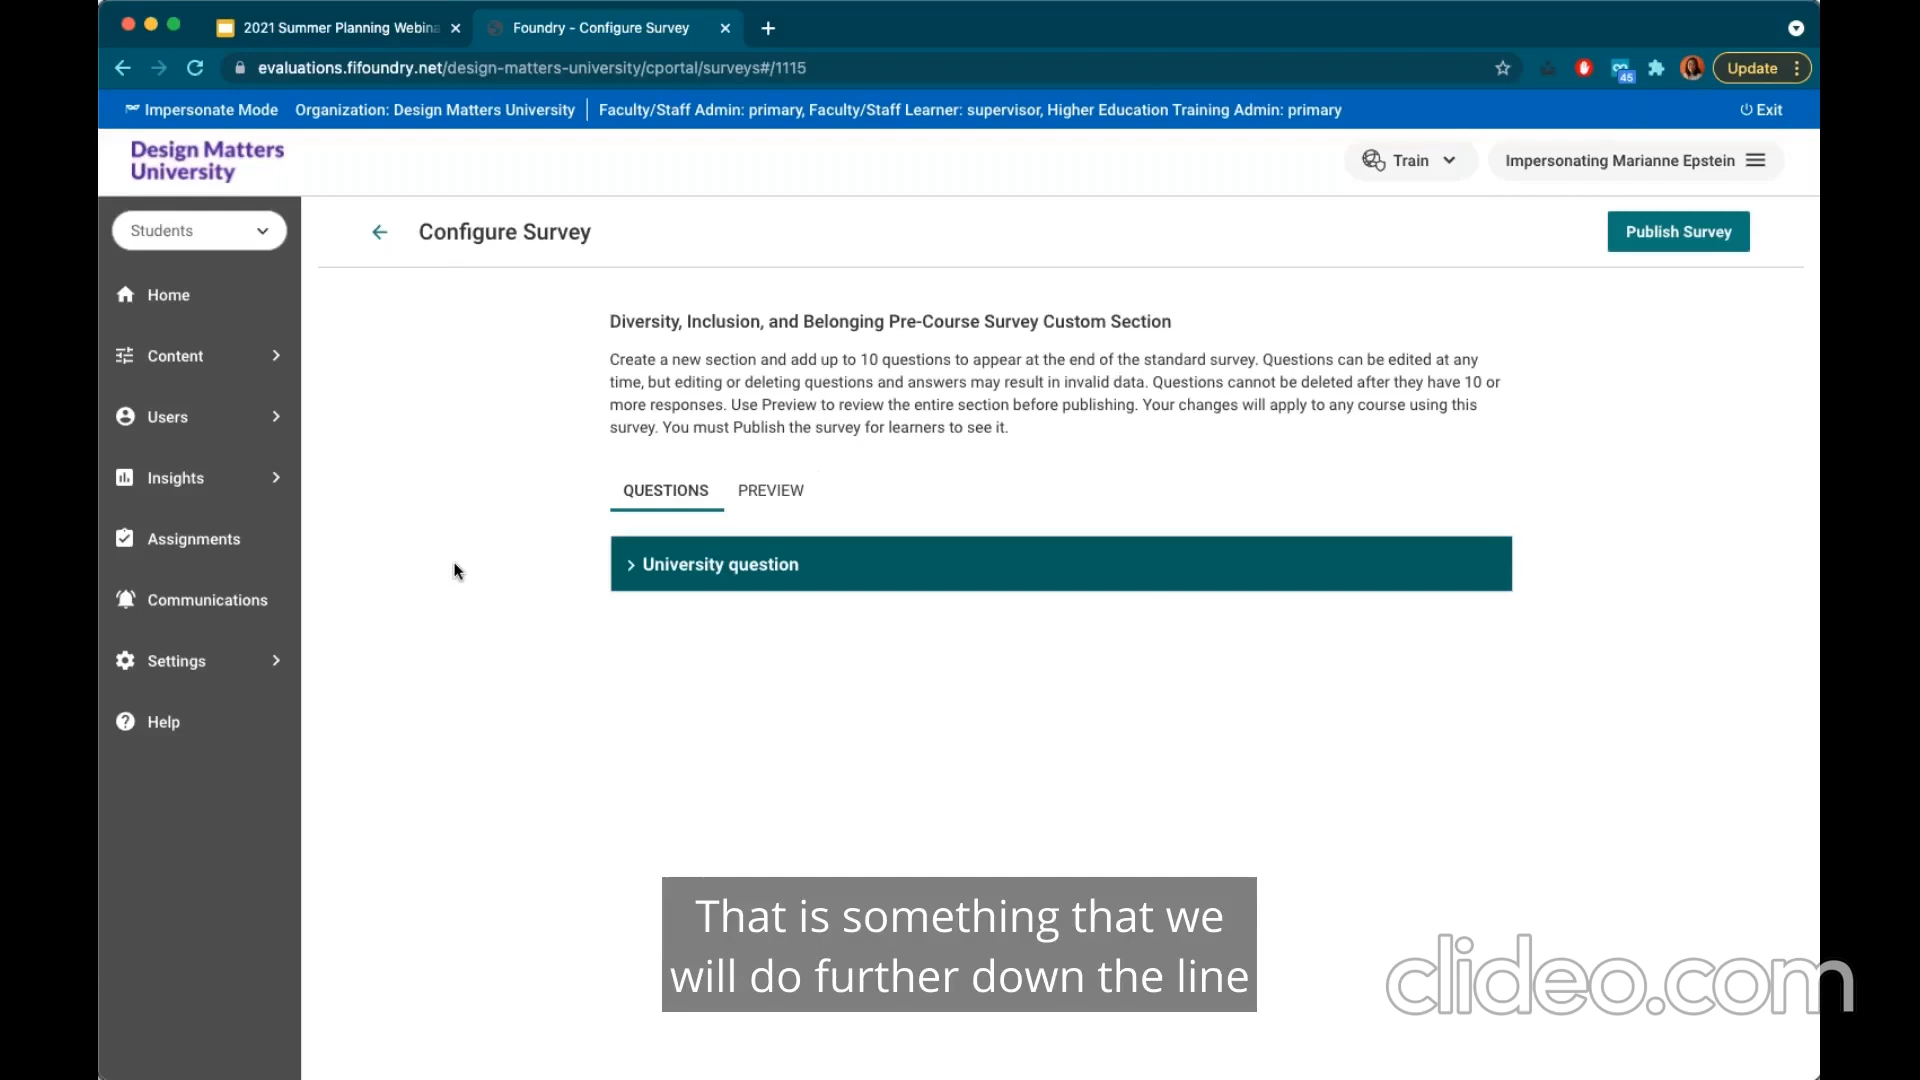 2021 Summer Planning Webina
Foundry - Configure Survey
evaluations.fifoundry.net/design-matters-university/cportal/surveys#/1115
45
Update
Impersonate Mode
Organization: Design Matters University
Faculty/Staff Admin: primary, Faculty/Staff Learner: supervisor, Higher Education Training Admin: primary
Exit
Design Matters
University
Train
Impersonating Marianne Epstein
Students
Configure Survey
Publish Survey
Home
Content
Users
Insights
Assignments
Communications
Settings
Help
Diversity, Inclusion, and Belonging Pre-Course Survey Custom Section
Create a new section and add up to 10 questions to appear at the end of the standard survey. Questions can be edited at any
time, but editing or deleting questions and answers may result in invalid data. Questions cannot be deleted after they have 10 or
more responses. Use Preview to review the entire section before publishing. Your changes will apply to any course using this
survey. You must Publish the survey for learners to see it.
QUESTIONS
PREVIEW
University question
That is something that we
will do further down the line
clideo.com